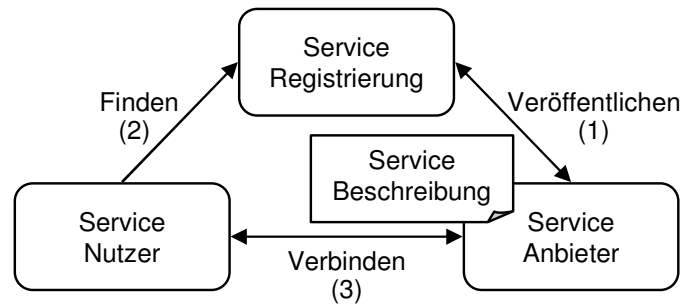 Service
Registrierung
Finden
(2)
Veröffentlichen
(1)
Service
Beschreibung
Service
Nutzer
Service
Anbieter
Verbinden
(3)